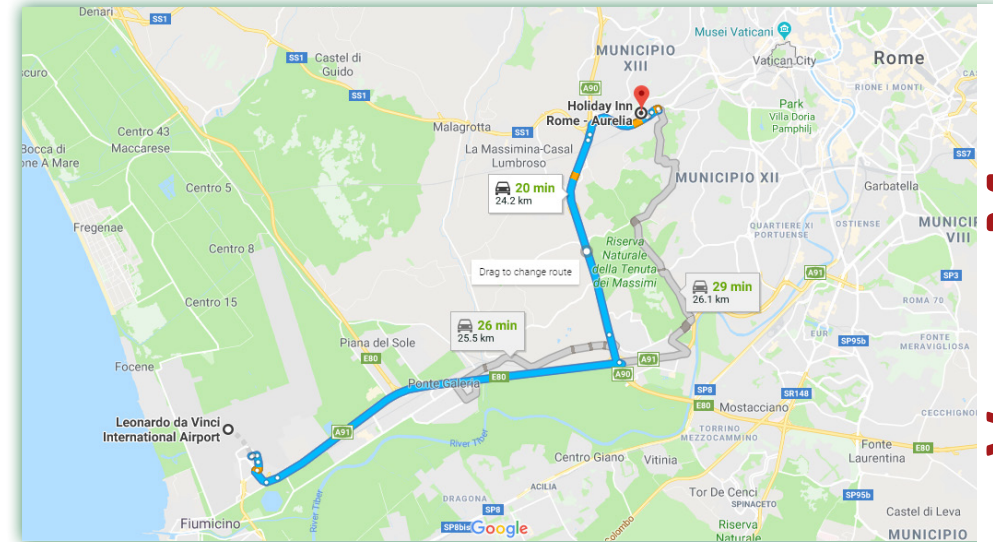 Denari
SS1
Musei Vaticani
MUNICIPIO
XIII
SS1
Castel di
Guido
Vatican City
Rome
SS1
A90
RIONE I MONTI
Holiday Inn
Rome - Aurelia
Park
Villa Doria
Pamphilj
Centro 43
Maccarese
Malagrotta
SS1
La Massimina-Casal
Lumbroso
Bocca di
one A Mare
SS7
MUNICIPIO XII
Garbatella
Centro 5
20 min
24.2 km
Fregenae
QUARTIERE XI
PORTUENSE
OSTIENSE
MUNICIP
VIII
Centro 8
Riserva
Naturale
della Tenuta
dei Massimi
Drag to change route
A91
SP3
29 min
26.1 km
Centro 15
ROMA 70
26 min
25.5 km
EUR
SP95b
FONTE
MERAVIGLIOSA
Piana del Sole
E80
A91
Focene
A90
Ponte Galeria
E80
SP8
SR148
E80
Mostacciano
CECCHIGNO
Leonardo da Vinci
International Airport
A91
River Tiber
TORRINO
MEZZOCAMMINO
Fonte
Laurentina
E80
Centro Giano
Vitinia
ACILIA
DRAGONA
River Tiber
Tor De Cenci
SPINACETO
SP95b
SP8
Castel di Leva
Fiumicino
SP8bis
Google
Colombo
Riserva
Naturale
MUNICIPIO